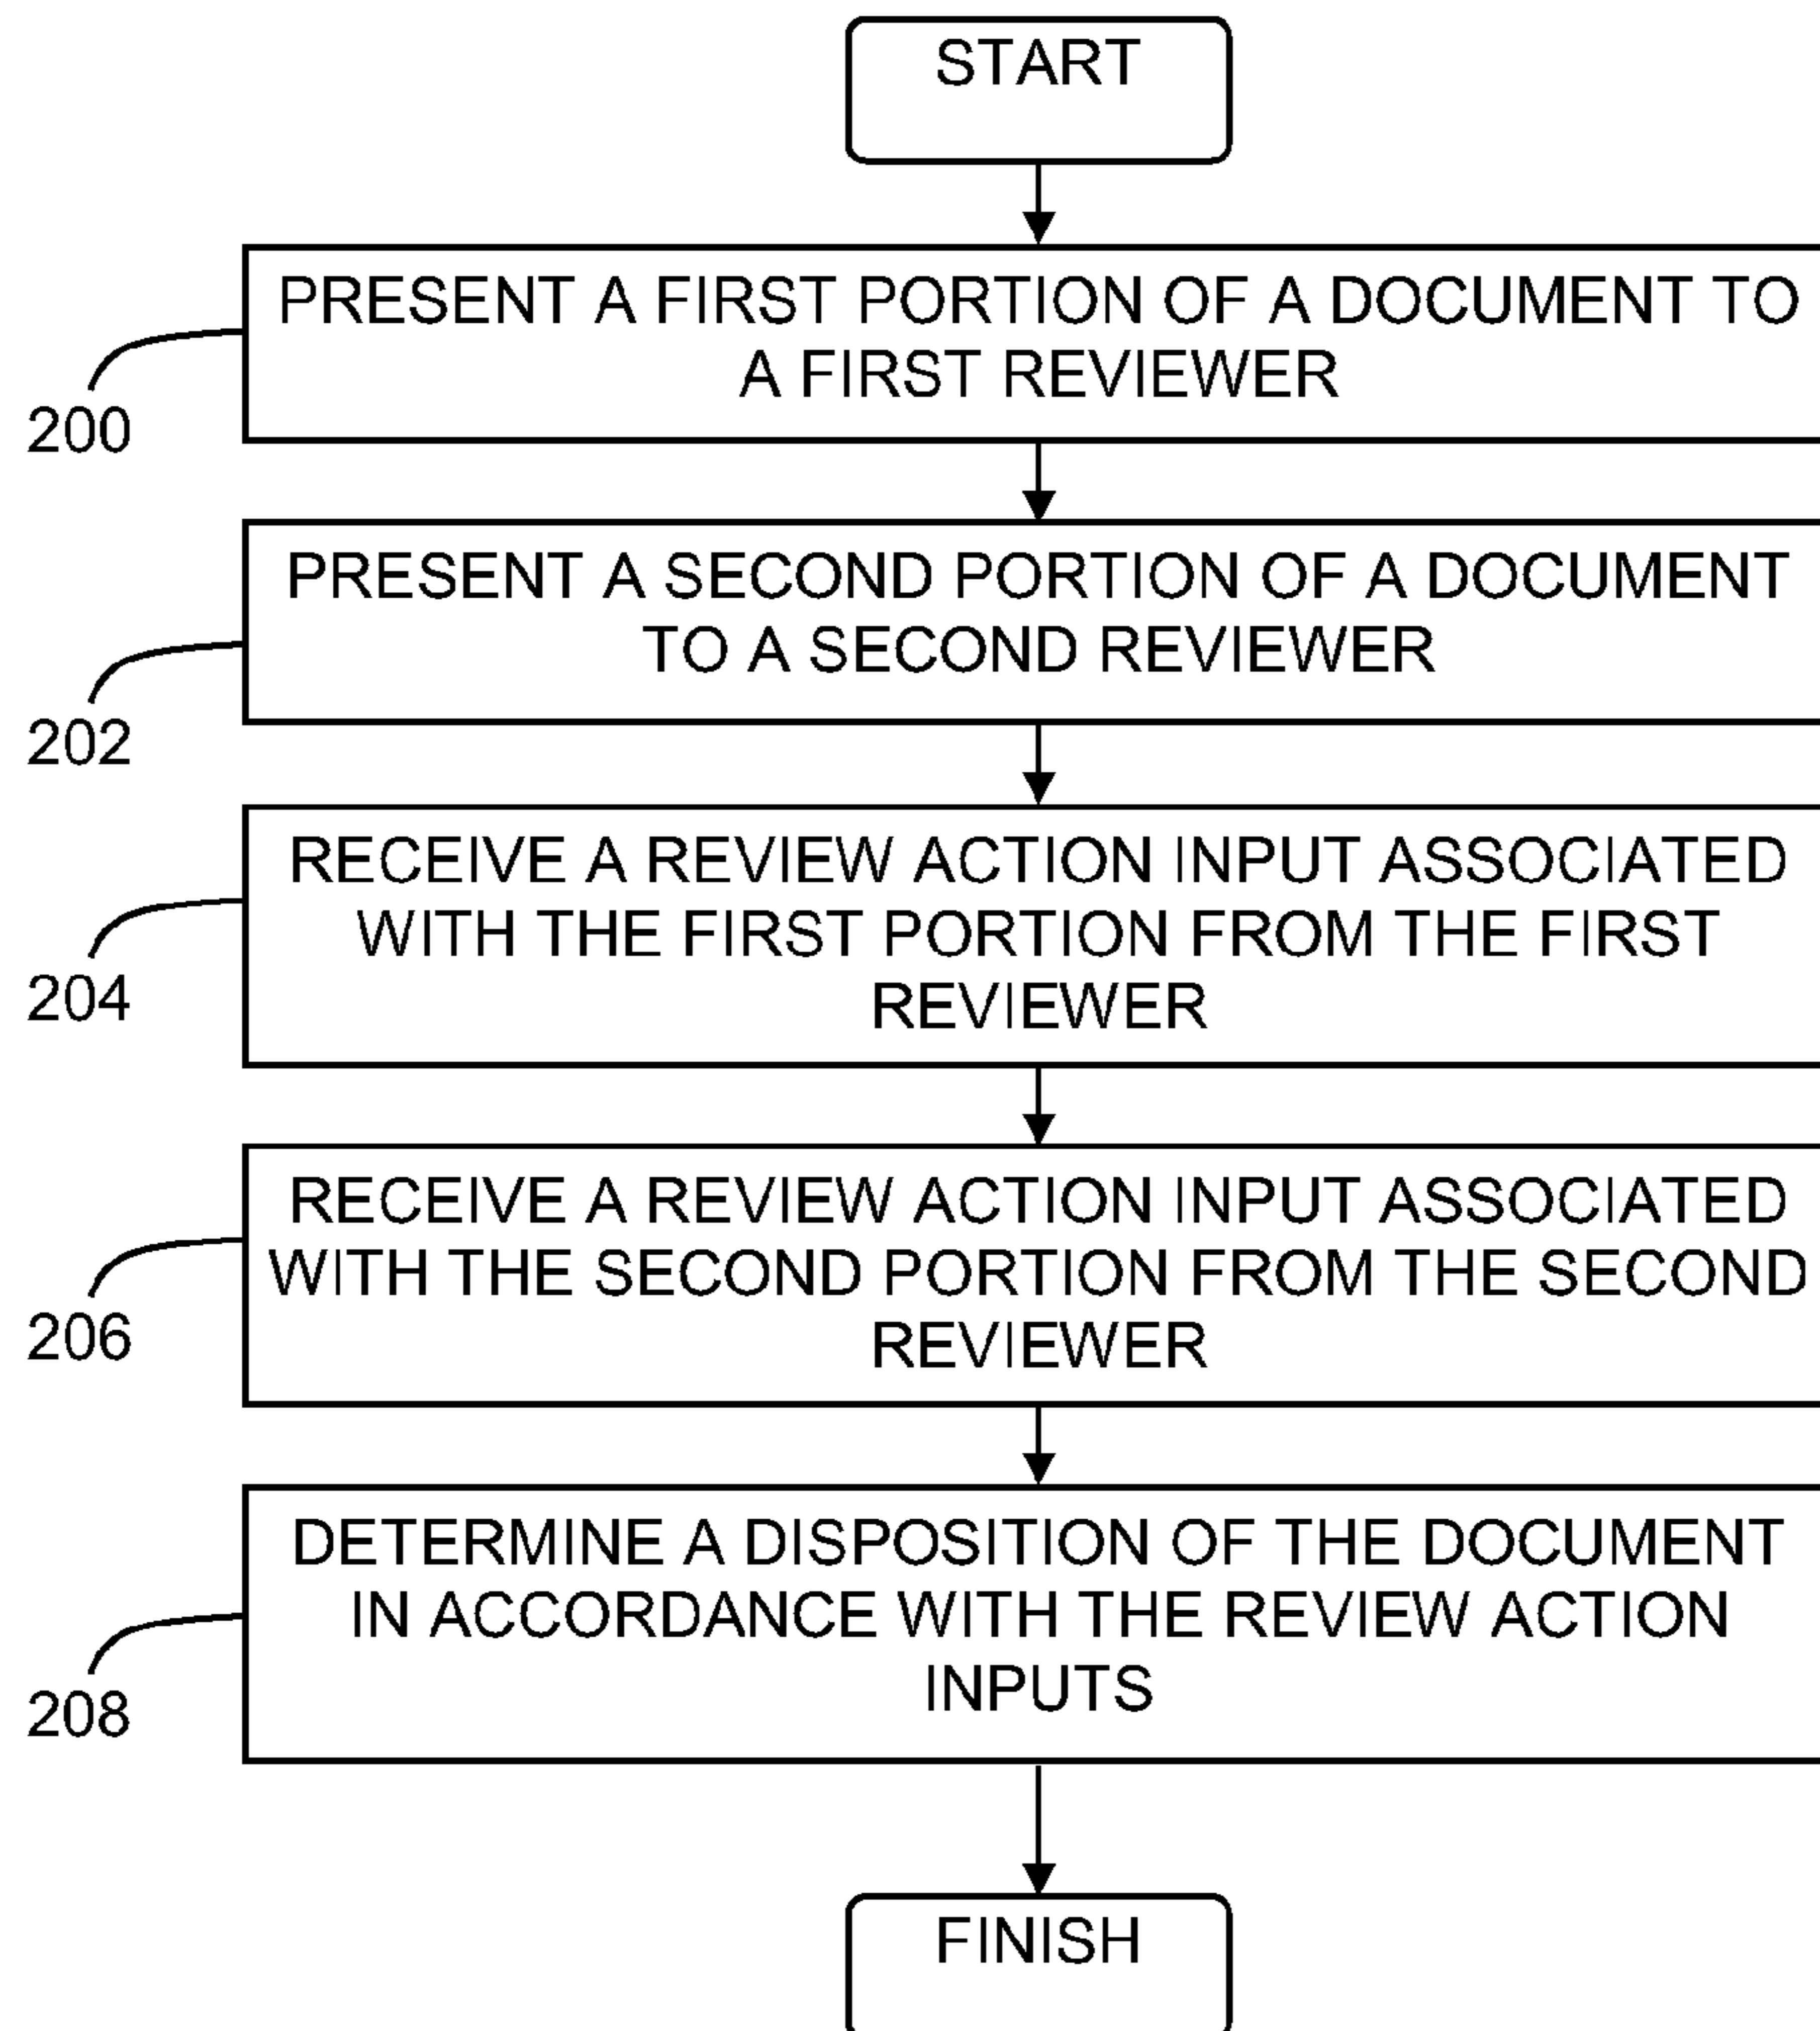 START
PRESENT A FIRST PORTION OF A DOCUMENT TO
A FIRST REVIEWER
200
PRESENT A SECOND PORTION OF A DOCUMENT
TO A SECOND REVIEWER
202
RECEIVE A REVIEW ACTION INPUT ASSOCIATED
WITH THE FIRST PORTION FROM THE FIRST
REVIEWER
204
RECEIVE A REVIEW ACTION INPUT ASSOCIATED
WITH THE SECOND PORTION FROM THE SECOND
REVIEWER
206
DETERMINE A DISPOSITION OF THE DOCUMENT
IN ACCORDANCE WITH THE REVIEW ACTION
INPUTS
208
FINISH